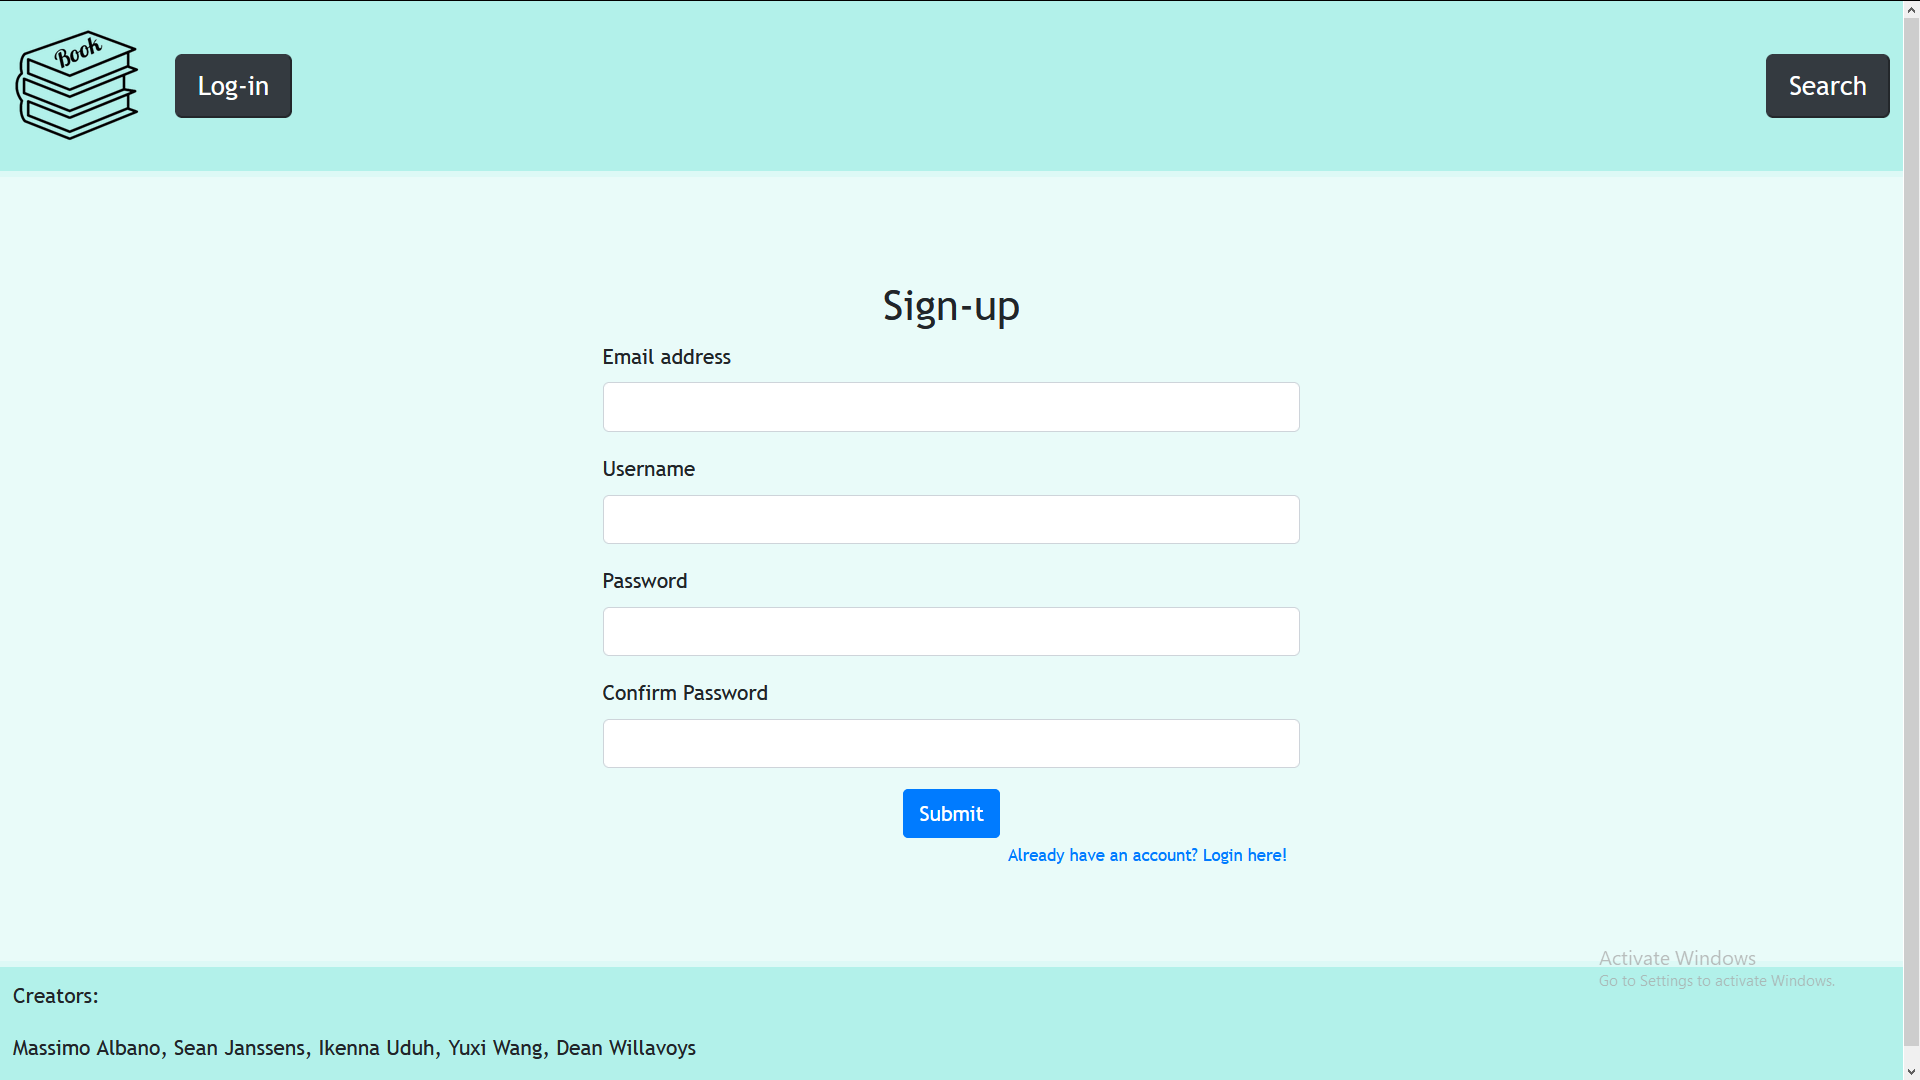 Book
Log-in
Search
Sign-up
Email address
Username
Password
Confirm Password
Submit
Already have an account? Login here!
Activate Windows
Go to Settings to activate Windows.
Creators:
Massimo Albano, Sean Janssens, Ikenna Uduh, Yuxi Wang, Dean Willavoys